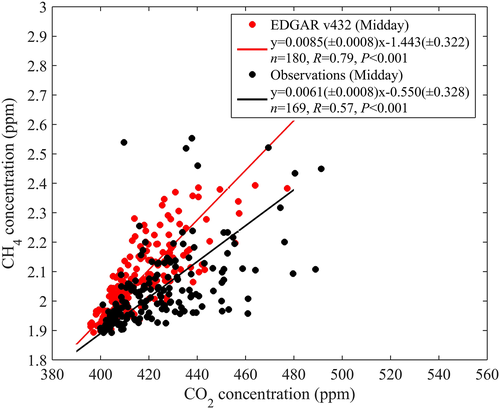 EDGAR v432 (Midday)
y=0.0085(±0.0008)x-1.443(±0.322)
n=180, R=0.79, P<0.001
Observations (Midday)
y=0.0061(±0.0008)x-0.550(±0.328)
n=169, R=0.57, P<0.001
CH4 concentration (ppm)
3
2.9
2.8
2.7
2.6
2.5
2.4
2.3
2.2
2.1
2
1.9
1.8
380 400 420 440 460 480 500 520 540 560
CO2 concentration (ppm)